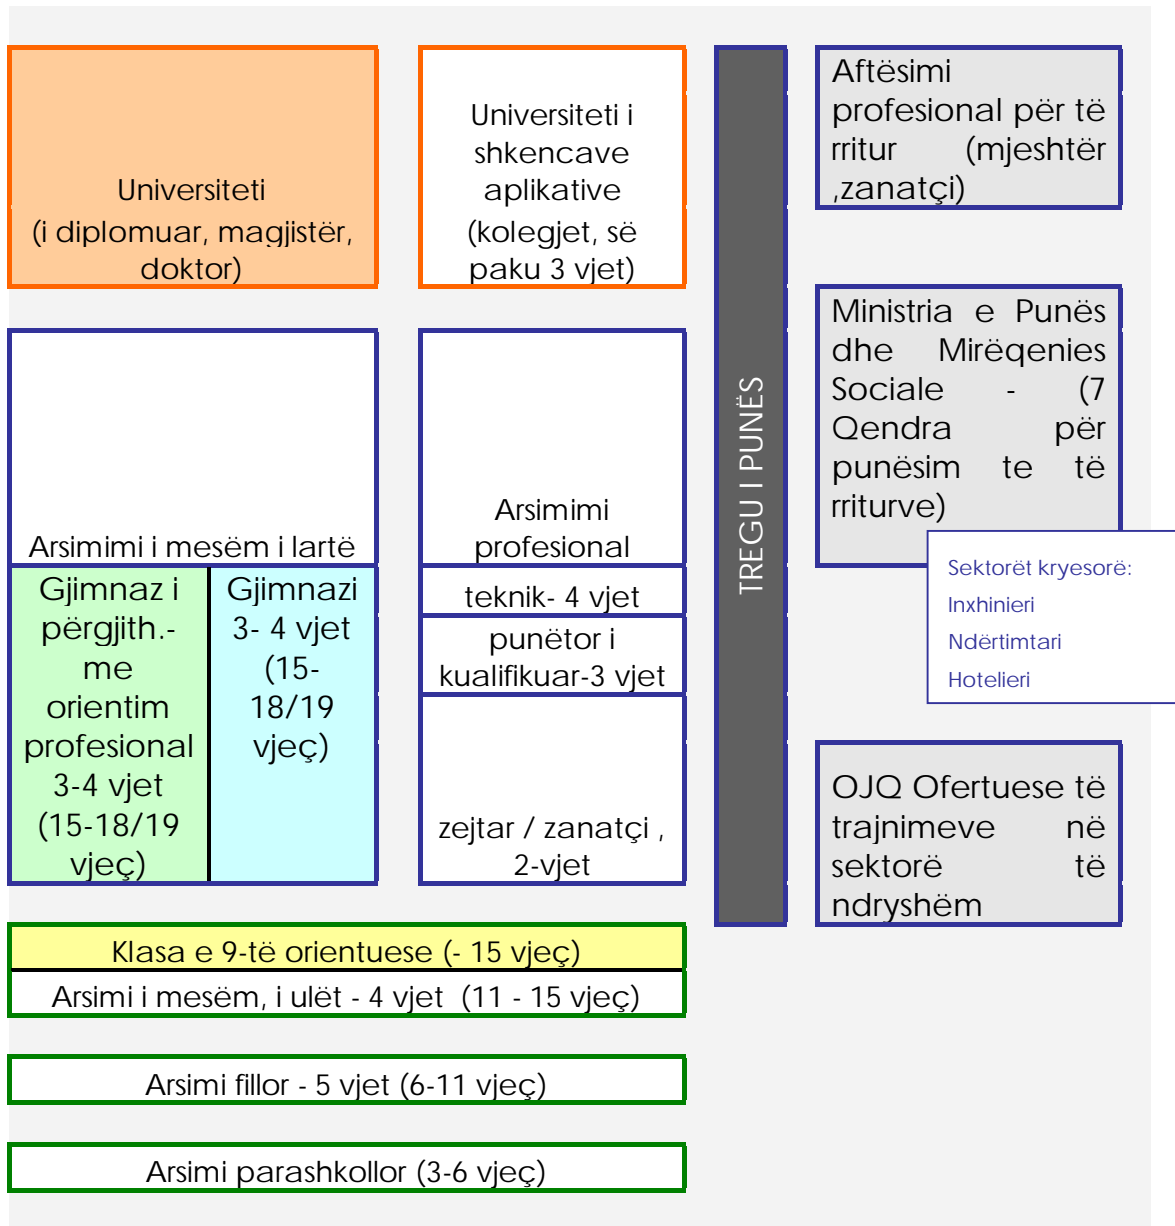 Universiteti
(i diplomuar, magjistër,
doktor)
Universiteti i
shkencave
aplikative
(kolegjet, së
paku 3 vjet)
Arsimimi i mesëm i lartë
Gjimnaz i
përgjith.-
me
orientim
profesional
3-4 vjet
(15-18/19
vjeç)
Gjimnazi
3- 4 vjet
(15-
18/19
vjeç)
Arsimimi
profesional
teknik- 4 vjet
punëtor i
kualifikuar-3 vjet
zejtar / zanatçi ,
2-vjet
TREGU I PUNËS
Aftësimi
profesional për të
rritur (mjeshtër
,zanatçi)
Ministria e Punës
dhe Mirëqenies
Sociale - (7
Qendra për
punësim te të
rriturve)
Sektorët kryesorë:
Inxhinieri
Ndërtimtari
Hotelieri
OJQ Ofertuese të
trajnimeve në
sektorë të
ndryshëm
Klasa e 9-të orientuese (- 15 vjeç)
Arsimi i mesëm, i ulët - 4 vjet (11 - 15 vjeç)
Arsimi fillor - 5 vjet (6-11 vjeç)
Arsimi parashkollor (3-6 vjeç)